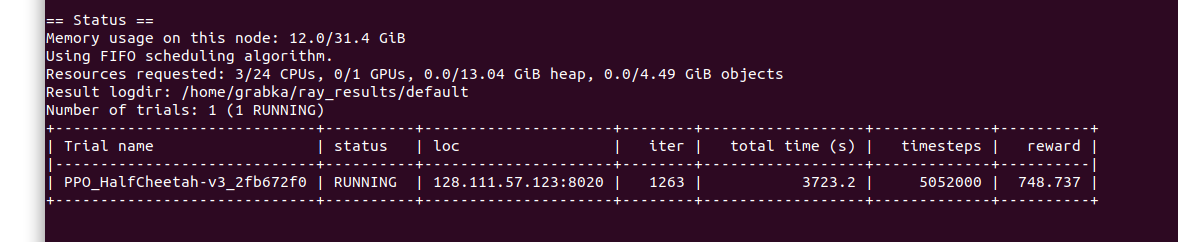 == Status ==
Memory usage on this node: 12.0/31.4 GiB
Using FIFO scheduling algorithm.
Resources requested: 3/24 CPUs, 0/1 GPUs, 0.0/13.04 GiB heap, 0.0/4.49 GiB objects
Result logdir: /home/grabka/ray_results/default
Number of trials: 1 (1 RUNNING)
+-----------------------------+----------+---------------------+--------+------------------+-------------+----------+
| Trial name                  | status   | loc                 |   iter |   total time (s) |   timesteps |   reward |
|-----------------------------+----------+---------------------+--------+------------------+-------------+----------|
| PPO_HalfCheetah-v3_2fb672f0 | RUNNING  | 128.111.57.123:8020 |   1263 |           3723.2 |     5052000 |  748.737 |
+-----------------------------+----------+---------------------+--------+------------------+-------------+----------+